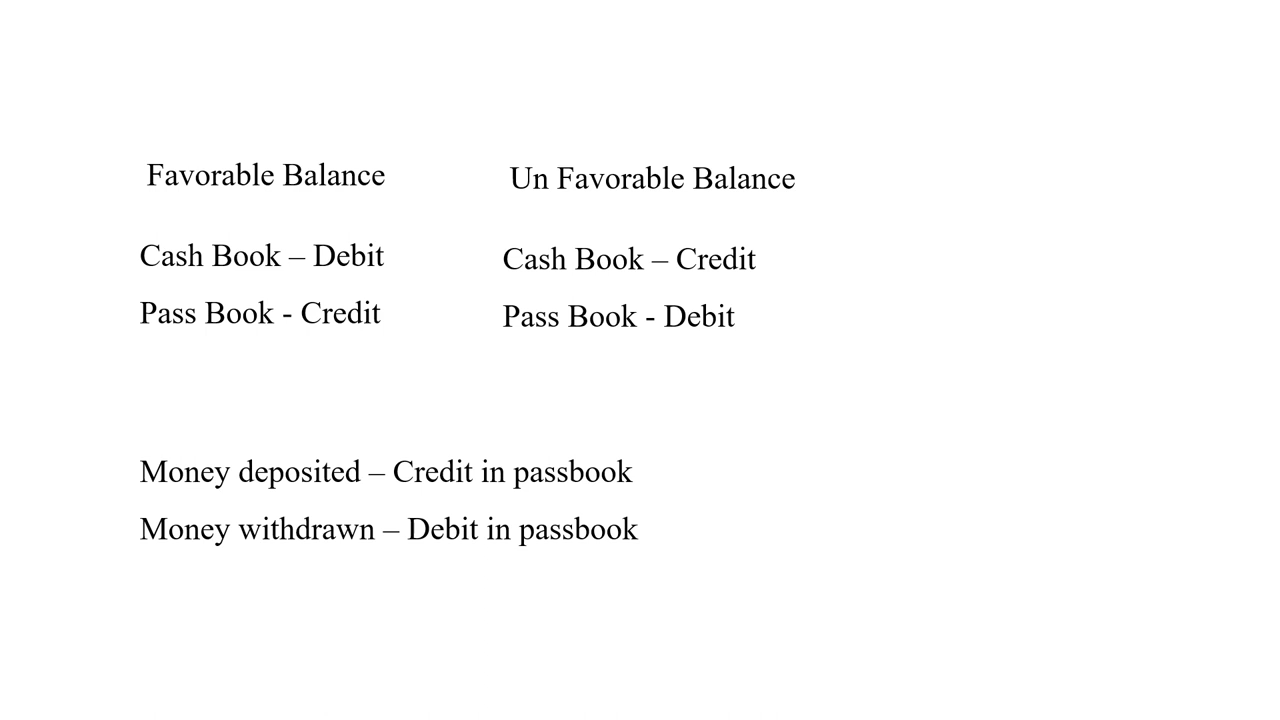 Favorable Balance
Cash Book – Debit
Pass Book - Credit
Un Favorable Balance
Cash Book – Credit
Pass Book - Debit
Money deposited – Credit in passbook
Money withdrawn – Debit in passbook